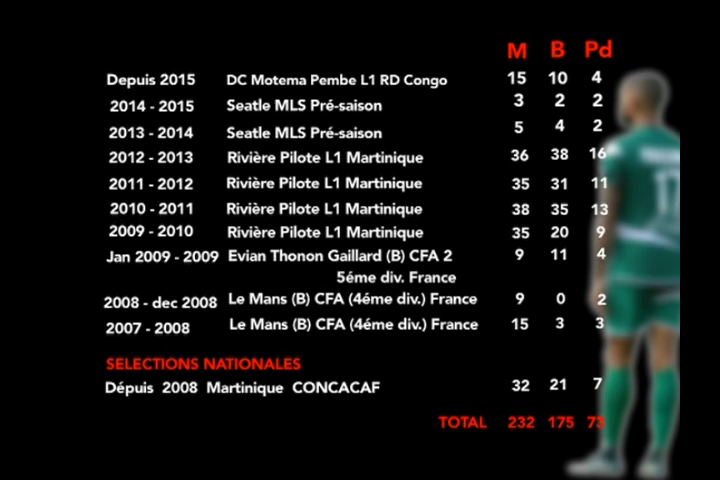 M B Pd
Depuis 2015 DC Motema Pembe L1 RD Congo 15 10 4
2014 - 2015 Seatle MLS Pré-saison 3 2 2
2013 - 2014 Seatle MLS Pré-saison 5 4 2
2012 - 2013 Rivière Pilote L1 Martinique 36 38 16
2011 - 2012 Rivière Pilote L1 Martinique 35 31 11
2010 - 2011 Rivière Pilote L1 Martinique 38 35 13
2009 - 2010 Rivière Pilote L1 Martinique 35 20 9
Jan 2009 - 2009 Evian Thonon Gaillard (B) CFA 2 9 11 4
5éme div. France
2008 - dec 2008 Le Mans (B) CFA (4éme div.) France 9 0 2
2007 - 2008 Le Mans (B) CFA (4éme div.) France 15 3 3
SELECTIONS NATIONALES
Dépuis 2008 Martinique CONCACAF 32 21 7
TOTAL 232 175 73